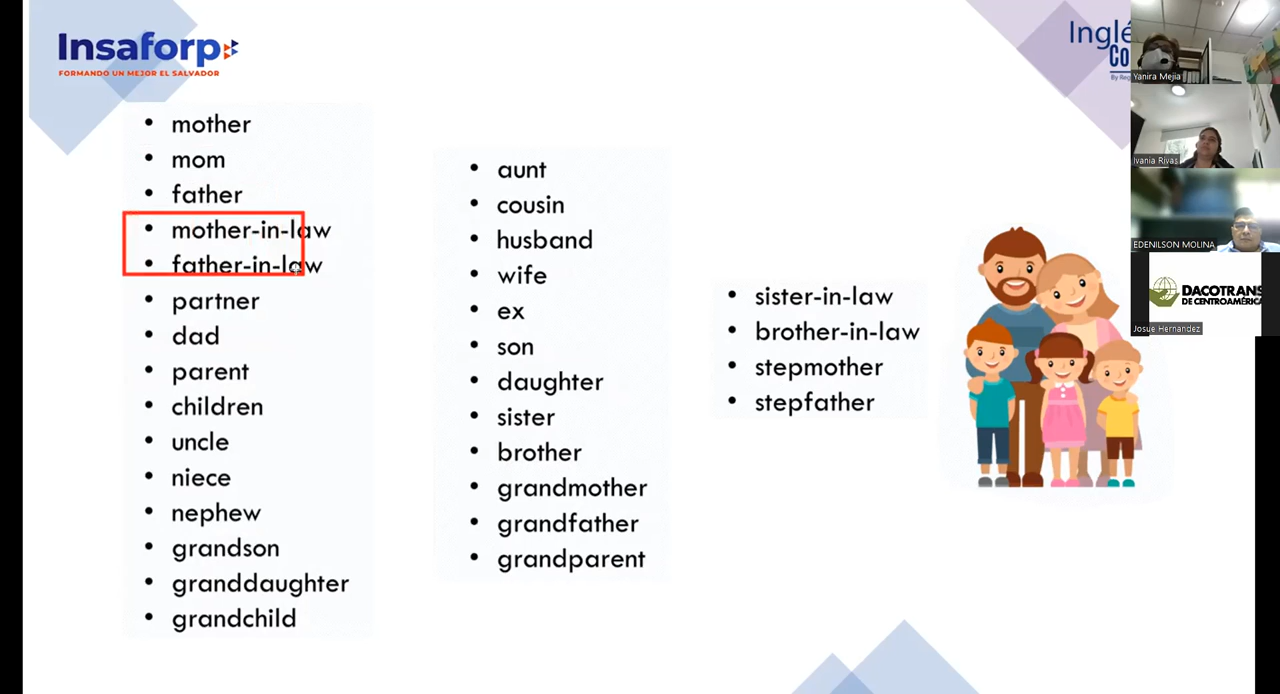 Insaforp
FORMANDO UN MEJOR EL SALVADOR
mother
mom
father
mother-in-law
father-in-law
partner
dad
parent
children
uncle
niece
nephew
grandson
granddaughter
grandchild
aunt
cousin
husband
wife
ex
son
daughter
sister
brother
grandmother
grandfather
grandparent
sister-in-law
brother-in-law
stepmother
stepfather
Yanira Mejia
Ivania Rivas
EDENILSON MOLINA
DACOTRANS
DE CENTROAMÉRICA
Josue Hernandez